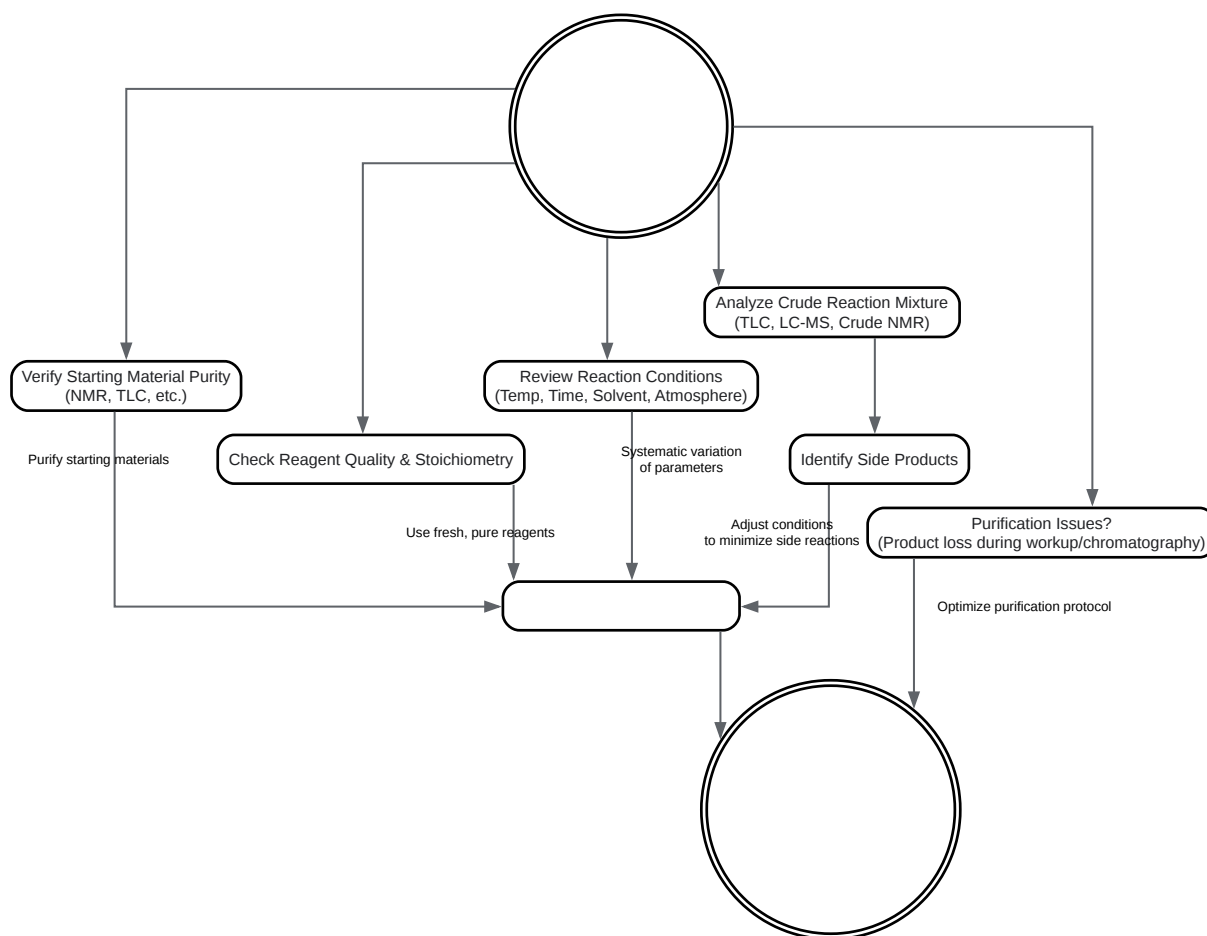 Analyze Crude Reaction Mixture
(TLC, LC-MS, Crude NMR)
Verify Starting Material Purity
(NMR, TLC, etc.)
Review Reaction Conditions
(Temp, Time, Solvent, Atmosphere)
Purify starting materials
Check Reagent Quality & Stoichiometry
Systematic variation
of parameters
Identify Side Products
Use fresh, pure reagents
Adjust conditions
to minimize side reactions
Purification Issues?
(Product loss during workup/chromatography)
Optimize purification protocol